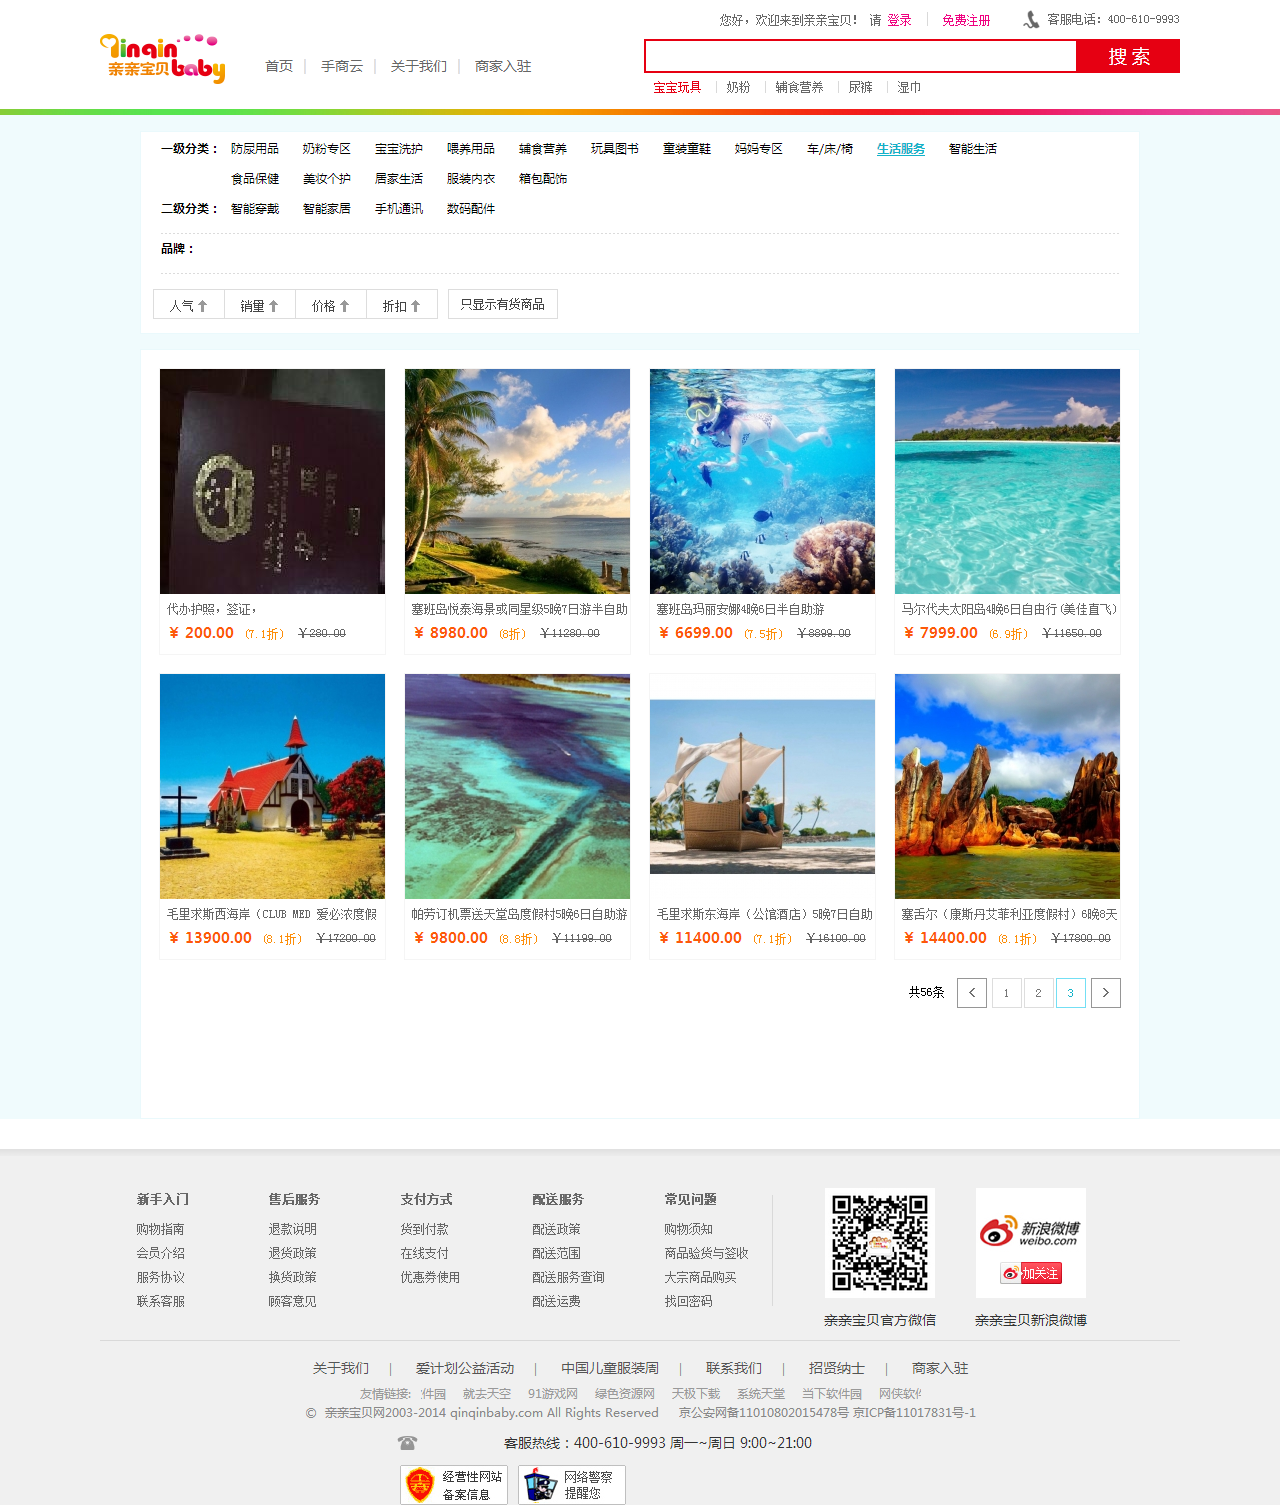 您好，欢迎来到亲亲宝贝！ 请 登录 免费注册 客服电话：400-610-9993
Qinqin baby 亲亲宝贝
首页 手商云 关于我们 商家入驻
搜索
宝宝玩具 奶粉 辅食营养 尿裤 湿巾
一级分类： 防尿用品 奶粉专区 宝宝洗护 喂养用品 辅食营养 玩具图书 童装童鞋 妈妈专区 车/床/椅 生活服务 智能生活
食品保健 美妆个护 居家生活 服装内衣 箱包配饰
二级分类： 智能穿戴 智能家居 手机通讯 数码配件
品牌：
人气 销量 价格 折扣 只显示有货商品
代办护照，签证，
¥ 200.00 (7.1折) ¥280.00
塞班岛悦泰海景或同星级5晚7日游半自助
¥ 8980.00 (8折) ¥11280.00
塞班岛玛丽安娜4晚6日半自助游
¥ 6699.00 (7.5折) ¥8899.00
马尔代夫太阳岛4晚6日自由行(美佳直飞)
¥ 7999.00 (6.9折) ¥11650.00
毛里求斯西海岸（CLUB MED 爱必浓度假
¥ 13900.00 (8.1折) ¥17200.00
帕劳订机票送天堂岛度假村5晚6日自助游
¥ 9800.00 (8.8折) ¥11199.00
毛里求斯东海岸（公馆酒店）5晚7日自助
¥ 11400.00 (7.1折) ¥16100.00
塞舌尔（康斯丹艾菲利亚度假村）6晚8天
¥ 14400.00 (8.1折) ¥17800.00
共56条 < 1 2 3 >
新手入门 售后服务 支付方式 配送服务 常见问题
购物指南 退款说明 货到付款 配送政策 购物须知
会员介绍 退货政策 在线支付 配送范围 商品验货与签收
服务协议 换货政策 优惠券使用 配送服务查询 大宗商品购买
联系客服 顾客意见 配送运费 找回密码
新浪微博
weibo.com
加关注
亲亲宝贝官方微信 亲亲宝贝新浪微博
关于我们 | 爱计划公益活动 | 中国儿童服装周 | 联系我们 | 招贤纳士 | 商家入驻
友情链接: 件园 就去天空 91游戏网 绿色资源网 天极下载 系统天堂 当下软件园 网侠软件
© 亲亲宝贝网2003-2014 qinqinbaby.com All Rights Reserved 京公安网备11010802015478号 京ICP备11017831号-1
客服热线：400-610-9993 周一~周日 9:00~21:00
经营性网站
备案信息
网络警察
提醒您